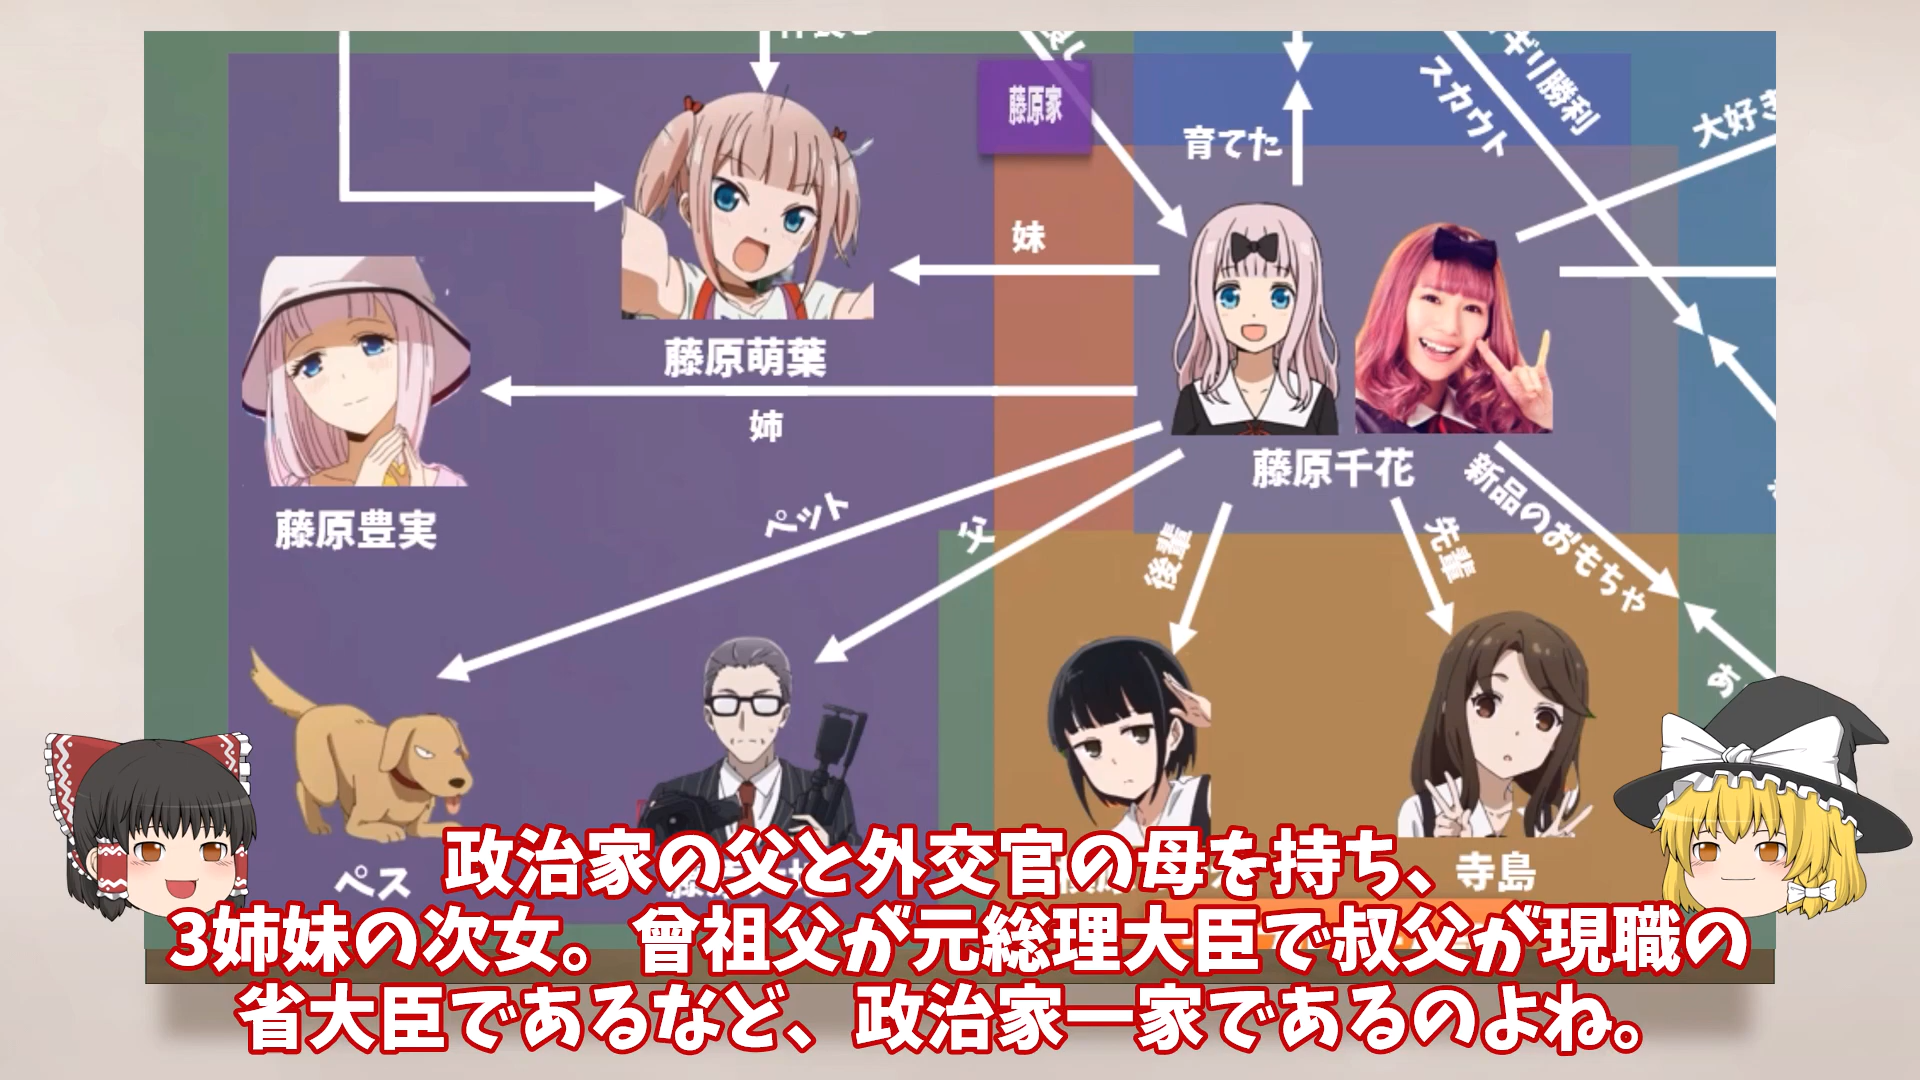 藤原家
ギリ勝利
スカウト
大好き
育てた
妹
藤原萌葉
姉
藤原千花
藤原豊実
ペット
父
後輩
先輩
新品のおもちゃ
ペス
寺島
政治家の父と外交官の母を持ち、
3姉妹の次女。曾祖父が元総理大臣で叔父が現職の
省大臣であるなど、政治家一家であるのよね。